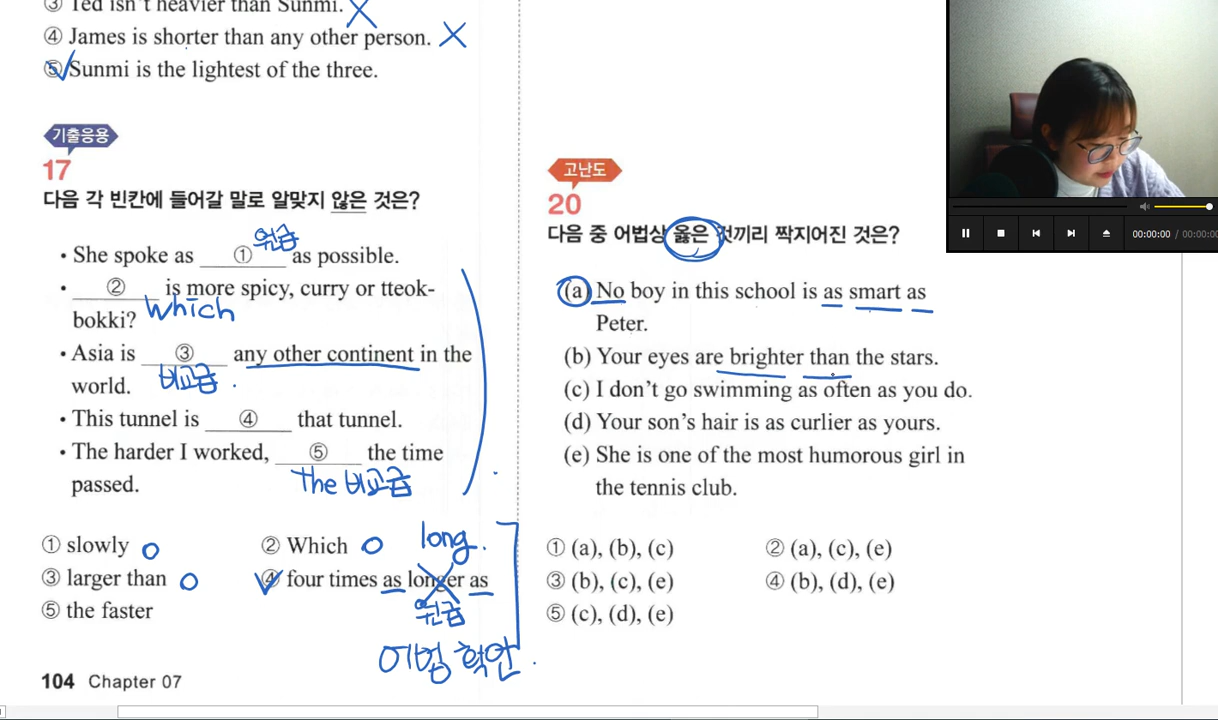 ③ Ted isn't heavier than Sunmi.
④ James is shorter than any other person.
⑤ Sunmi is the lightest of the three.
기출응용
17
다음 각 빈칸에 들어갈 말로 알맞지 않은 것은?
원급
• She spoke as ① as possible.
• ② is more spicy, curry or tteok-
bokki? which
• Asia is ③ any other continent in the
world. 비교급.
• This tunnel is ④ that tunnel.
• The harder I worked, ⑤ the time
passed. the 비교급
① slowly ○ ② Which ○ long.
③ larger than ○ ④ four times as longer as
⑤ the faster 원급
어법 확인.
104 Chapter 07
고난도
20
다음 중 어법상 옳은 것끼리 짝지어진 것은?
(a) No boy in this school is as smart as
Peter.
(b) Your eyes are brighter than the stars.
(c) I don't go swimming as often as you do.
(d) Your son's hair is as curlier as yours.
(e) She is one of the most humorous girl in
the tennis club.
① (a), (b), (c) ② (a), (c), (e)
③ (b), (c), (e) ④ (b), (d), (e)
⑤ (c), (d), (e)
00:00:00 / 00:00:00